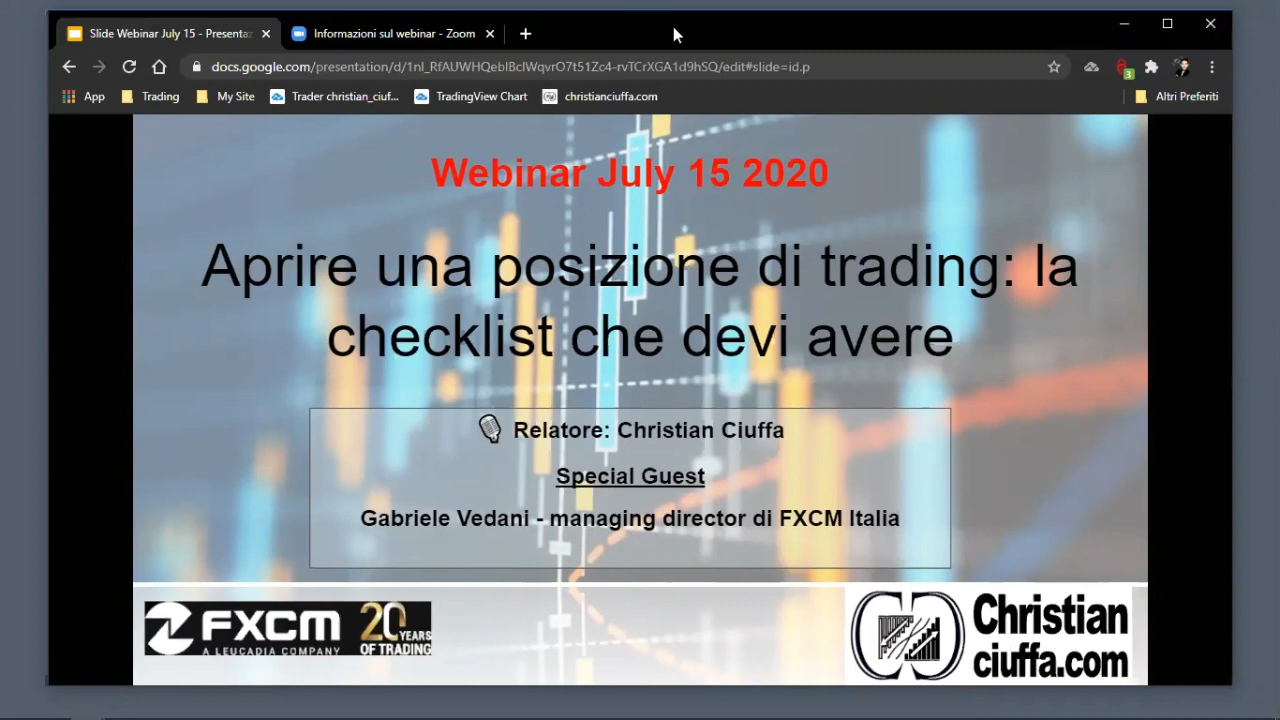 Slide Webinar July 15 - Presentaz
Informazioni sul webinar - Zoom
docs.google.com/presentation/d/1nI_RfAUWHQebIBcIWqvrO7t51Zc4-rvTCrXGA1d9hSQ/edit#slide=id.p
3
App Trading My Site Trader christian_ciuf... TradingView Chart christianciuffa.com Altri Preferiti
Webinar July 15 2020
Aprire una posizione di trading: la
checklist che devi avere
Relatore: Christian Ciuffa
Special Guest
Gabriele Vedani - managing director di FXCM Italia
FXCM
A LEUCADIA COMPANY
20 YEARS
OF TRADING
Christian
ciuffa.com